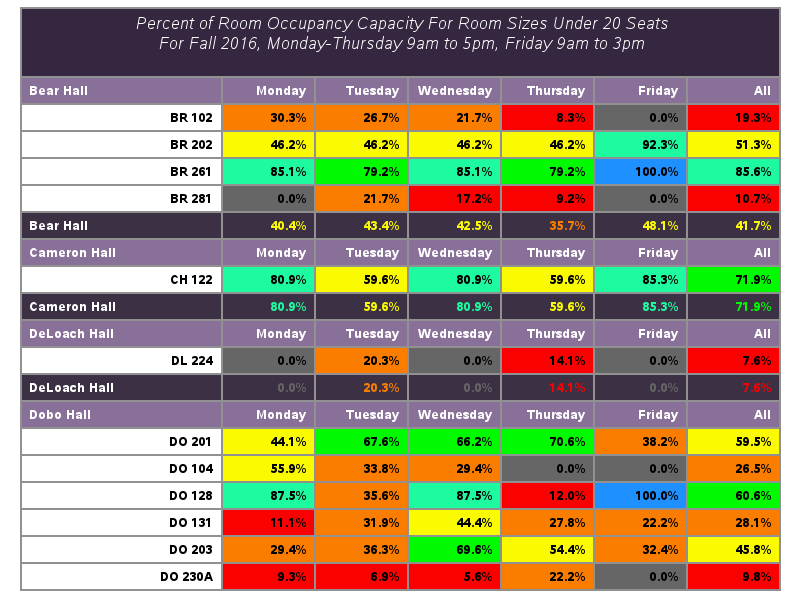 Percent of Room Occupancy Capacity For Room Sizes Under 20 Seats
For Fall 2016, Monday-Thursday 9am to 5pm, Friday 9am to 3pm
Bear Hall Monday Tuesday Wednesday Thursday Friday All
BR 102 30.3% 26.7% 21.7% 8.3% 0.0% 19.3%
BR 202 46.2% 46.2% 46.2% 46.2% 92.3% 51.3%
BR 261 85.1% 79.2% 85.1% 79.2% 100.0% 85.6%
BR 281 0.0% 21.7% 17.2% 9.2% 0.0% 10.7%
Bear Hall 40.4% 43.4% 42.5% 35.7% 48.1% 41.7%
Cameron Hall Monday Tuesday Wednesday Thursday Friday All
CH 122 80.9% 59.6% 80.9% 59.6% 85.3% 71.9%
Cameron Hall 80.9% 59.6% 80.9% 59.6% 85.3% 71.9%
DeLoach Hall Monday Tuesday Wednesday Thursday Friday All
DL 224 0.0% 20.3% 0.0% 14.1% 0.0% 7.6%
DeLoach Hall 0.0% 20.3% 0.0% 14.1% 0.0% 7.6%
Dobo Hall Monday Tuesday Wednesday Thursday Friday All
DO 201 44.1% 67.6% 66.2% 70.6% 38.2% 59.5%
DO 104 55.9% 33.8% 29.4% 0.0% 0.0% 26.5%
DO 128 87.5% 35.6% 87.5% 12.0% 100.0% 60.6%
DO 131 11.1% 31.9% 44.4% 27.8% 22.2% 28.1%
DO 203 29.4% 36.3% 69.6% 54.4% 32.4% 45.8%
DO 230A 9.3% 6.9% 5.6% 22.2% 0.0% 9.8%